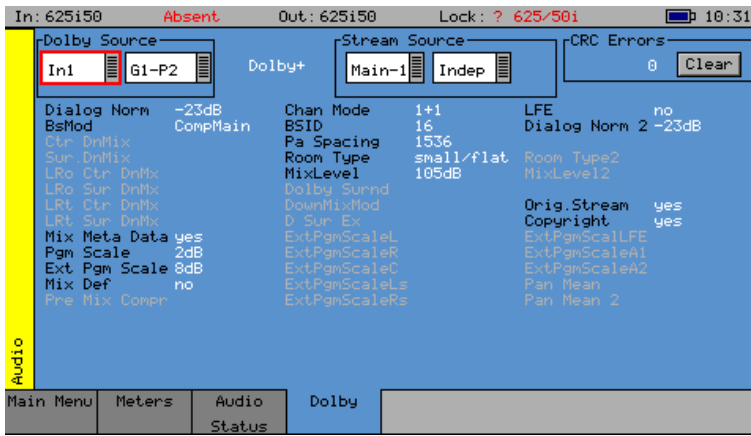 In: 625i50 Absent Out: 625i50 Lock: ? 625/50i 10:31
Dolby Source Stream Source CRC Errors
In1 G1-P2 Dolby+ Main-1 Indep 0 Clear
Dialog Norm -23dB Chan Mode 1+1 LFE no
BsMod CompMain BSID 16 Dialog Norm 2 -23dB
Ctr DnMix Pa Spacing 1536
Sur.DnMix Room Type small/flat Room Type2
LRo Ctr DnMx MixLevel 105dB MixLevel2
LRo Sur DnMx Dolby Surnd
LRt Ctr DnMx DownMixMod Orig.Stream yes
LRt Sur DnMx D Sur Ex Copyright yes
Mix Meta Data yes ExtPgmScaleL ExtPgmScalLFE
Pgm Scale 2dB ExtPgmScaleR ExtPgmScaleA1
Ext Pgm Scale 8dB ExtPgmScaleC ExtPgmScaleA2
Mix Def no ExtPgmScaleLs Pan Mean
Pre Mix Compr ExtPgmScaleRs Pan Mean 2
Audio
Main Menu Meters Audio Dolby
Status